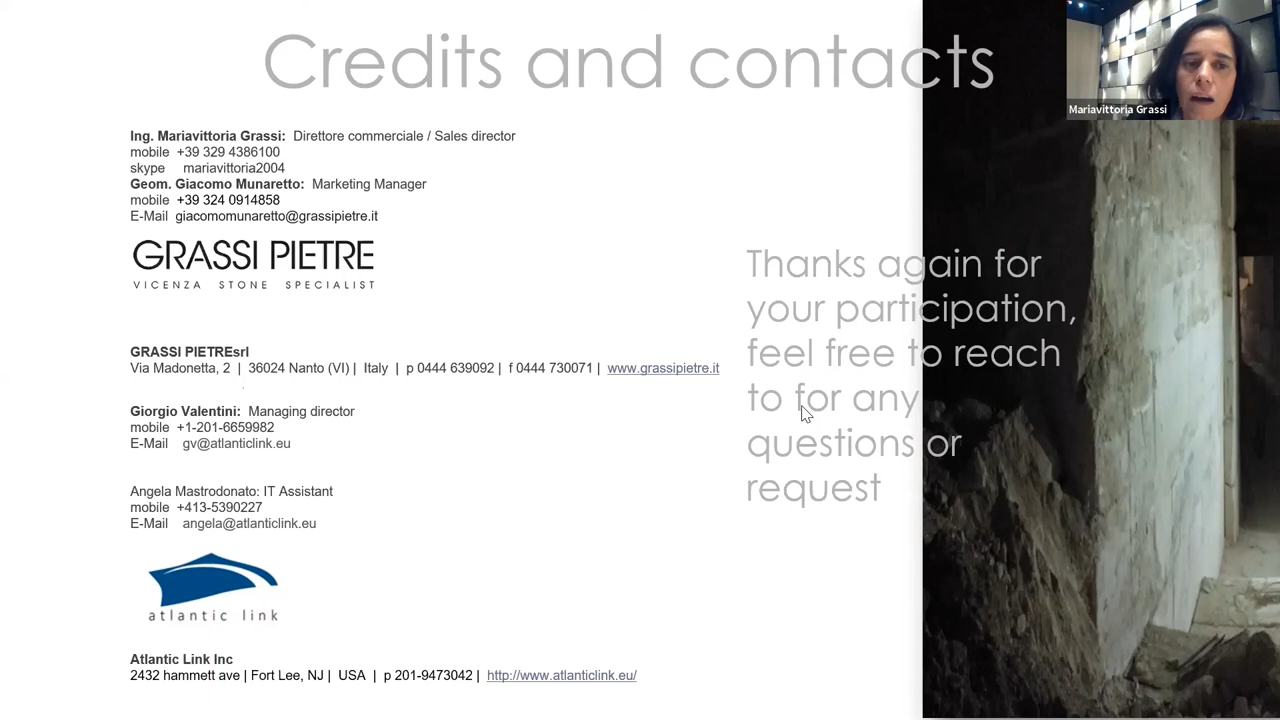 Credits and contacts
Mariavittoria Grassi
Ing. Mariavittoria Grassi: Direttore commerciale / Sales director
mobile +39 329 4386100
skype mariavittoria2004
Geom. Giacomo Munaretto: Marketing Manager
mobile +39 324 0914858
E-Mail giacomomunaretto@grassipietre.it
GRASSI PIETRE
VICENZA STONE SPECIALIST
GRASSI PIETREsrl
Via Madonetta, 2 | 36024 Nanto (VI) | Italy | p 0444 639092 | f 0444 730071 | www.grassipietre.it
Giorgio Valentini: Managing director
mobile +1-201-6659982
E-Mail gv@atlanticlink.eu
Angela Mastrodonato: IT Assistant
mobile +413-5390227
E-Mail angela@atlanticlink.eu
atlantic link
Atlantic Link Inc
2432 hammett ave | Fort Lee, NJ | USA | p 201-9473042 | http://www.atlanticlink.eu/
Thanks again for
your participation,
feel free to reach
to for any
questions or
request